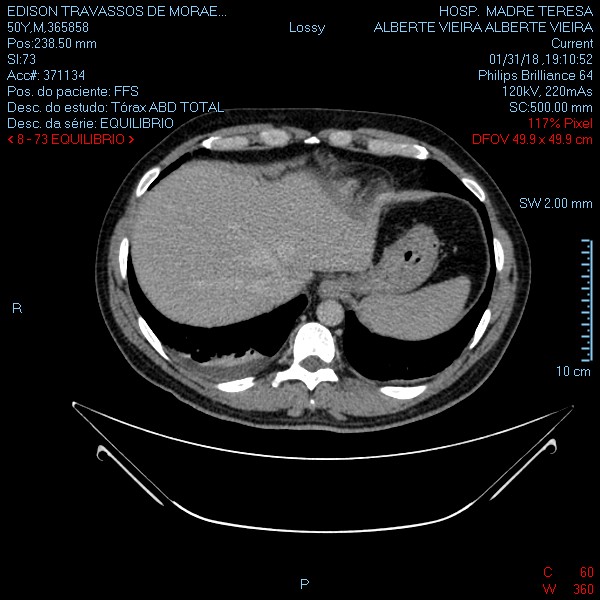 EDISON TRAVASSOS DE MORAE...
50Y,M,365858
Pos:238.50 mm
SI:73
Acc#: 371134
Pos. do paciente: FFS
Desc. do estudo: Tórax ABD TOTAL
Desc. da série: EQUILIBRIO
< 8 - 73 EQUILIBRIO >
Lossy
HOSP. MADRE TERESA
ALBERTE VIEIRA ALBERTE VIEIRA
Current
01/31/18 ,19:10:52
Philips Brilliance 64
120kV, 220mAs
SC:500.00 mm
117% Pixel
DFOV 49.9 x 49.9 cm
SW 2.00 mm
R
10 cm
P
C 60
W 360